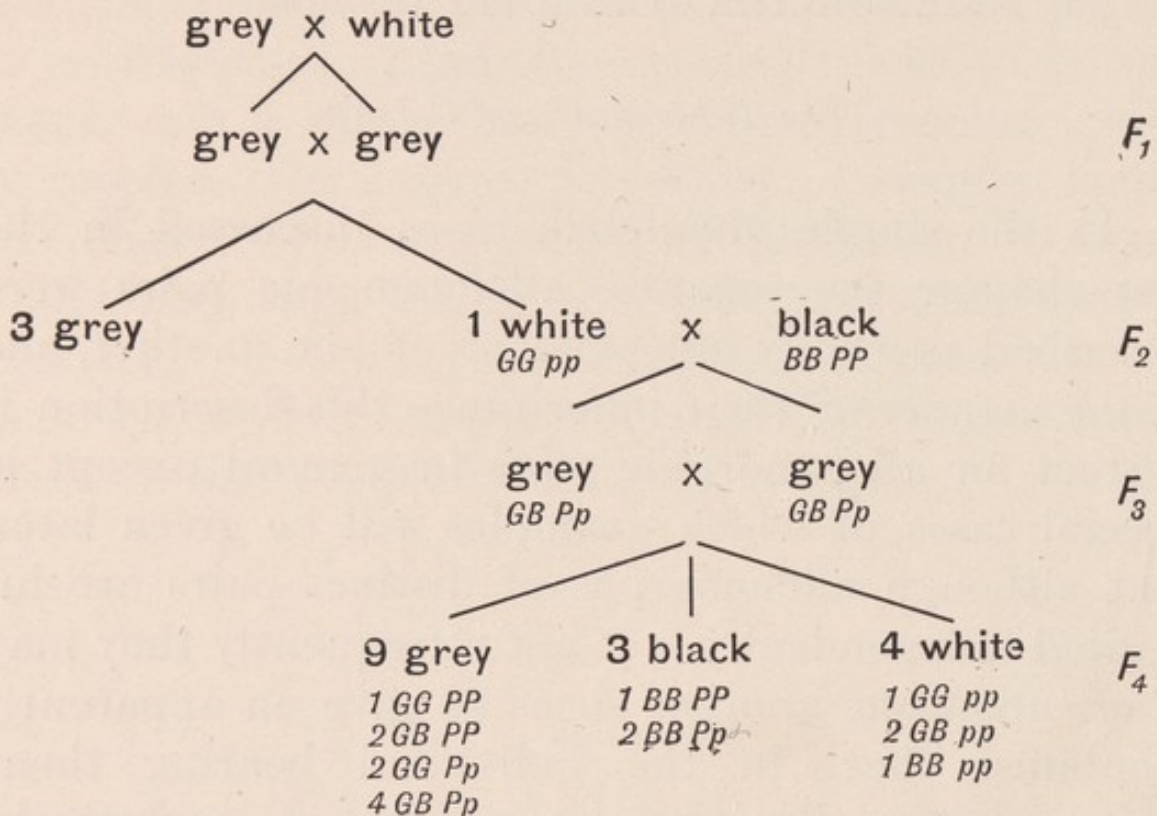 grey x white
grey x grey F₁
3 grey 1 white x black F₂
GG pp BB PP
grey x grey F₃
GB Pp GB Pp
9 grey 3 black 4 white F₄
1 GG PP 1 BB PP 1 GG pp
2 GB PP 2 BB Pp 2 GB pp
2 GG Pp 1 BB pp
4 GB Pp